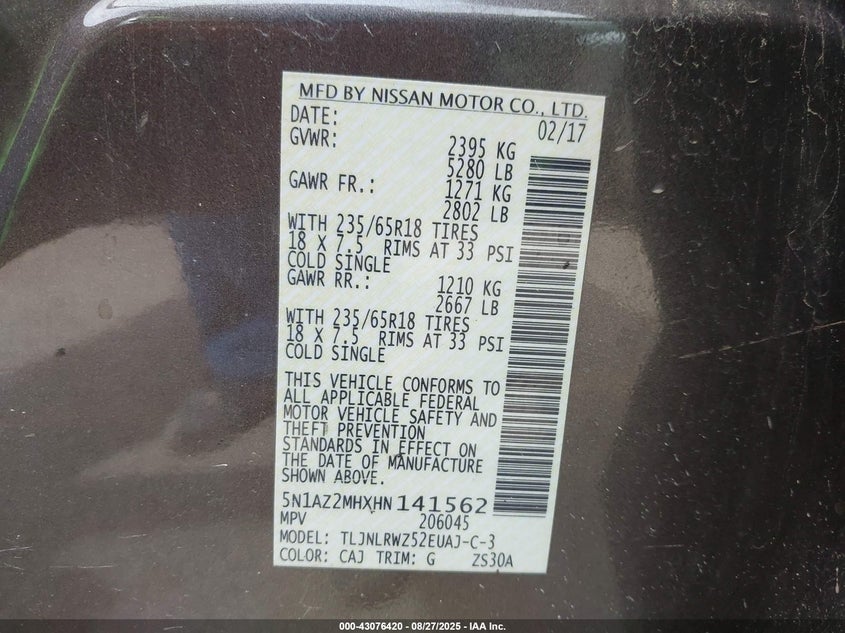 MFD BY NISSAN MOTOR CO., LTD.
DATE: 02/17
GVWR: 2395 KG
5280 LB
GAWR FR.: 1271 KG
2802 LB
WITH 235/65R18 TIRES
18 X 7.5 RIMS AT 33 PSI
COLD SINGLE
GAWR RR.: 1210 KG
2667 LB
WITH 235/65R18 TIRES
18 X 7.5 RIMS AT 33 PSI
COLD SINGLE
THIS VEHICLE CONFORMS TO
ALL APPLICABLE FEDERAL
MOTOR VEHICLE SAFETY AND
THEFT PREVENTION
STANDARDS IN EFFECT ON
THE DATE OF MANUFACTURE
SHOWN ABOVE.
5N1AZ2MHXHN141562
MPV 206045
MODEL: TLJNLRWZ52EUAJ-C-3
COLOR: CAJ TRIM: G ZS30A
000-43076420 - 08/27/2025 - IAA Inc.